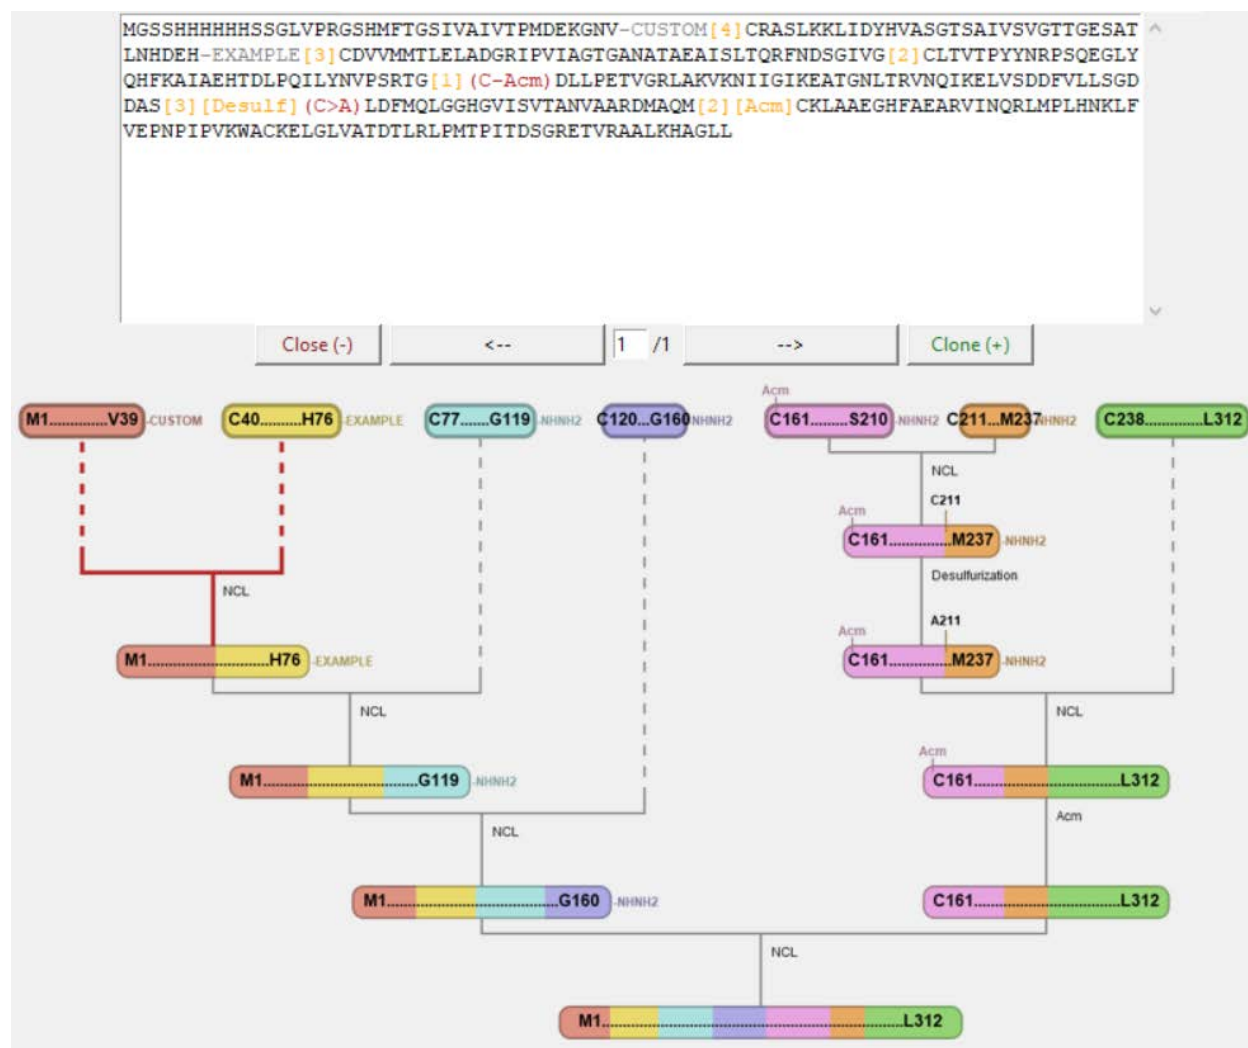 MGSSHHHHHHSSGLVPRGSHMFTGSIVAIVTPMDEKGNV-CUSTOM[4]CRASLKKLIDYHVASGTSAIVSVGTTGESAT
LNHDEH-EXAMPLE[3]CDVVMMTLELADGRIPVIAGTGANATAEAISLTQRFNDSGIVG[2]CLTVTPYYNRPSQEGLY
QHFKAIAEHTDLPQILYNVPSRTG[1](C-Acm)DLLPETVGRLAKVKNIIGIKEATGNLTRVNQIKELVSDDFVLLSGD
DAS[3][Desulf](C>A)LDFMQLGGHGVISVTANVAARDMAQM[2][Acm]CKLAAEGHFAEARVINQRLMPLHNKLF
VEPNPIPVKWACKELGLVATDTLRLPMTPITDSGRETVRAALKHAGLL
Close (-) <-- 1 /1 --> Clone (+)
Acm
M1..............V39 -CUSTOM C40..........H76 -EXAMPLE C77.......G119 -NHNH2 C120...G160 NHNH2 C161.........S210 -NHNH2 C211...M237 NHNH2 C238..............L312
NCL
Acm C211
C161...............M237 -NHNH2
Desulfurization
NCL
Acm A211
M1.............................H76 -EXAMPLE C161...............M237 -NHNH2
NCL NCL
Acm
M1....................................G119 -NHNH2 C161...................................L312
NCL Acm
M1.........................................G160 -NHNH2 C161...................................L312
NCL
M1.......................................................................L312